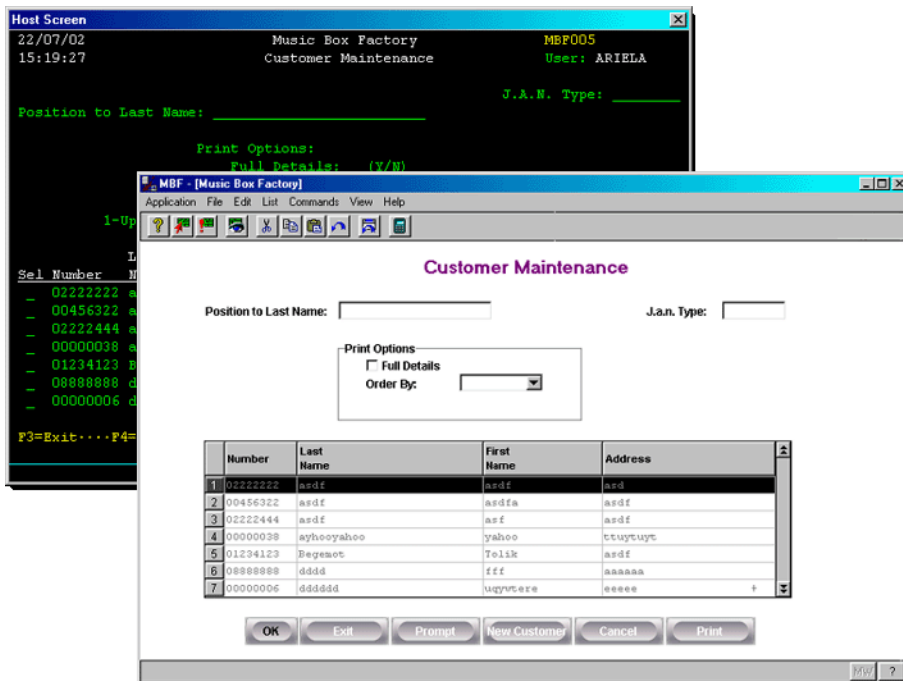 Host Screen
22/07/02 Music Box Factory MBF005
15:19:27 Customer Maintenance User: ARIELA
J.A.N. Type:
Position to Last Name:
Print Options:
Full Details: (Y/N)
1-Up
L
Sel Number N
02222222 a
00456322 a
02222444 a
00000038 a
01234123 B
08888888 d
00000006 d
F3=Exit····F4=
MBF - [Music Box Factory]
Application File Edit List Commands View Help
Customer Maintenance
Position to Last Name: J.a.n. Type:
Print Options
Full Details
Order By:
Number Last Name First Name Address
1 02222222 asdf asdf asd
2 00456322 asdf asdfa asdf
3 02222444 asdf asf asdf
4 00000038 ayhooyahoo yahoo ttuytuyt
5 01234123 Begemot Tolik asdf
6 08888888 dddd fff aaaaaa
7 00000006 dddddd uqywtere eeeee +
OK Exit Prompt New Customer Cancel Print
MW ?